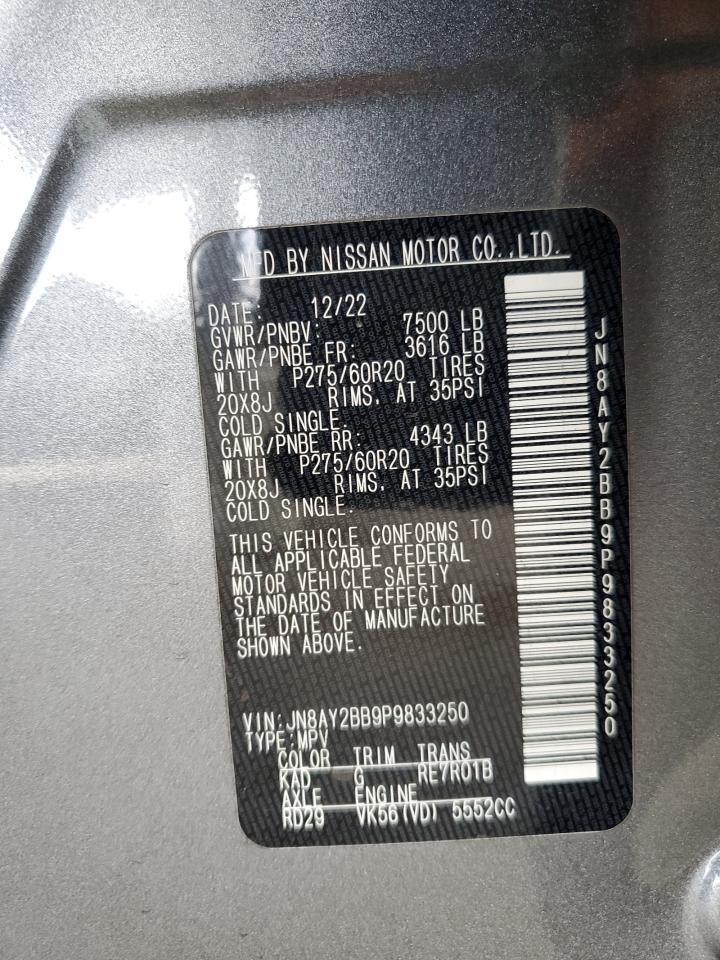 MFD BY NISSAN MOTOR CO.,LTD.
DATE: 12/22
GVWR/PNBV: 7500 LB
GAWR/PNBE FR: 3616 LB
WITH P275/60R20 TIRES
20X8J RIMS. AT 35PSI
COLD SINGLE.
GAWR/PNBE RR: 4343 LB
WITH P275/60R20 TIRES
20X8J RIMS. AT 35PSI
COLD SINGLE.
THIS VEHICLE CONFORMS TO
ALL APPLICABLE FEDERAL
MOTOR VEHICLE SAFETY
STANDARDS IN EFFECT ON
THE DATE OF MANUFACTURE
SHOWN ABOVE.
VIN:JN8AY2BB9P9833250
TYPE:MPV
COLOR TRIM TRANS
KAD G RE7R01B
AXLE ENGINE
RD29 VK56(VD) 5552CC
JN8AY2BB9P9833250